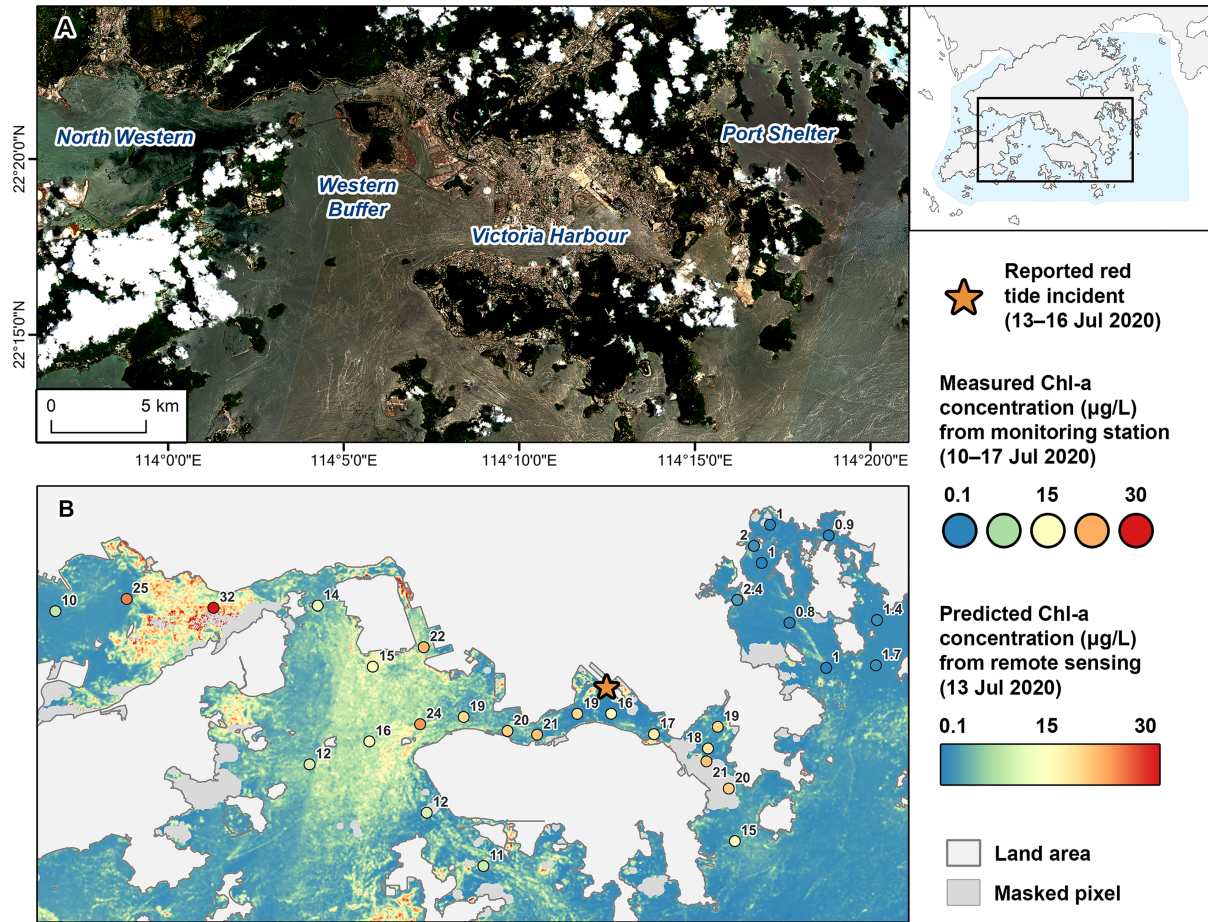 A
North Western
Port Shelter
Western
Buffer
Victoria Harbour
22°20'0"N
22°15'0"N
0 5 km
114°0'0"E 114°5'0"E 114°10'0"E 114°15'0"E 114°20'0"E
Reported red
tide incident
(13–16 Jul 2020)
Measured Chl-a
concentration (µg/L)
from monitoring station
(10–17 Jul 2020)
0.1 15 30
Predicted Chl-a
concentration (µg/L)
from remote sensing
(13 Jul 2020)
0.1 15 30
Land area
Masked pixel
B
1
0.9
2
1
25
2.4
10
32
14
0.8
1.4
22
15
1
1.7
19
16
19
24
19
20
21
17
16
18
12
21
20
12
15
11